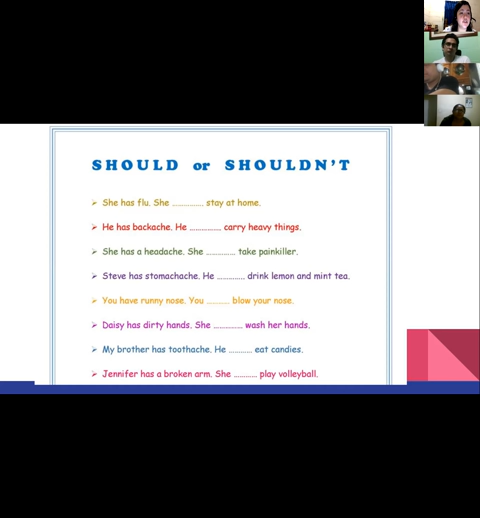 SHOULD or SHOULDN'T
➢ She has flu. She ............... stay at home.
➢ He has backache. He ............... carry heavy things.
➢ She has a headache. She .............. take painkiller.
➢ Steve has stomachache. He ............. drink lemon and mint tea.
➢ You have runny nose. You ........... blow your nose.
➢ Daisy has dirty hands. She .............. wash her hands.
➢ My brother has toothache. He ........... eat candies.
➢ Jennifer has a broken arm. She ............ play volleyball.